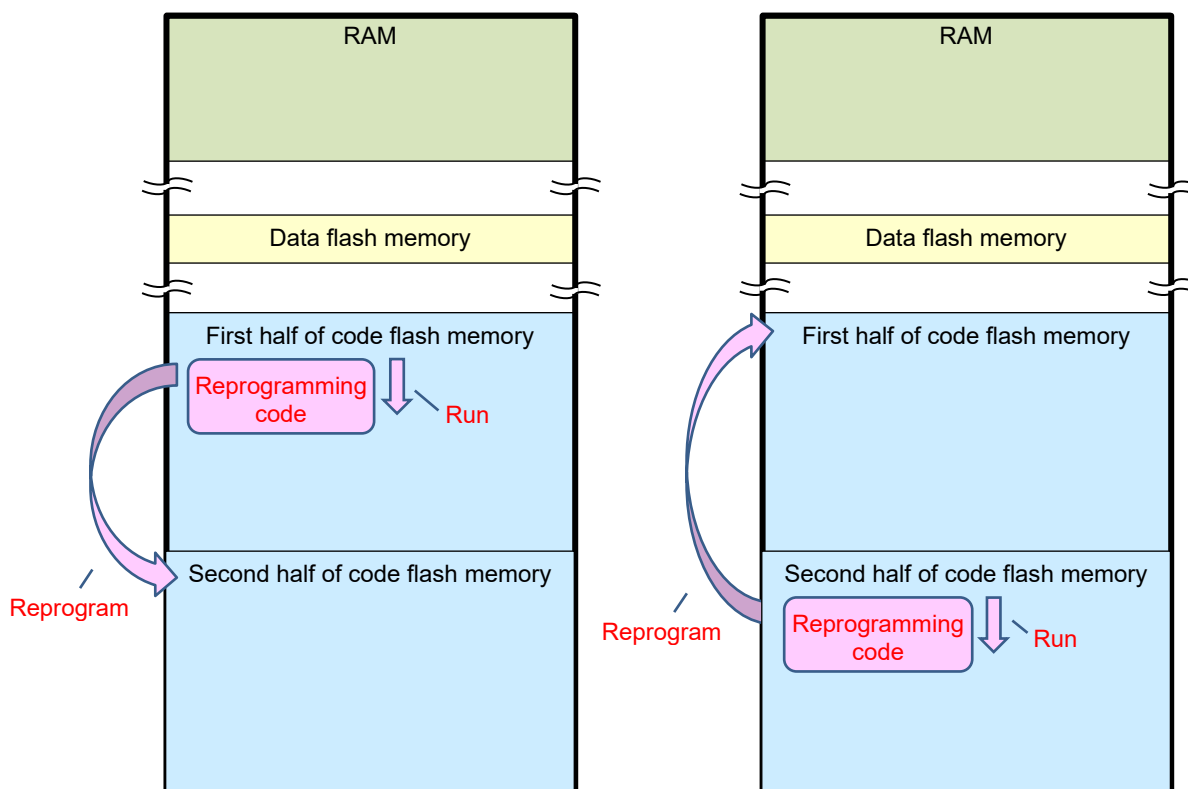 RAM
Data flash memory
First half of code flash memory
Reprogramming
code
Run
Second half of code flash memory
Reprogram
RAM
Data flash memory
First half of code flash memory
Second half of code flash memory
Reprogramming
code
Run
Reprogram